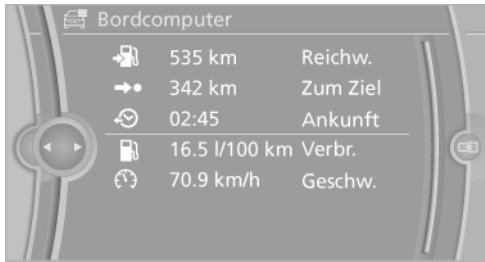 Bordcomputer
535 km Reichw.
342 km Zum Ziel
02:45 Ankunft
16.5 l/100 km Verbr.
70.9 km/h Geschw.